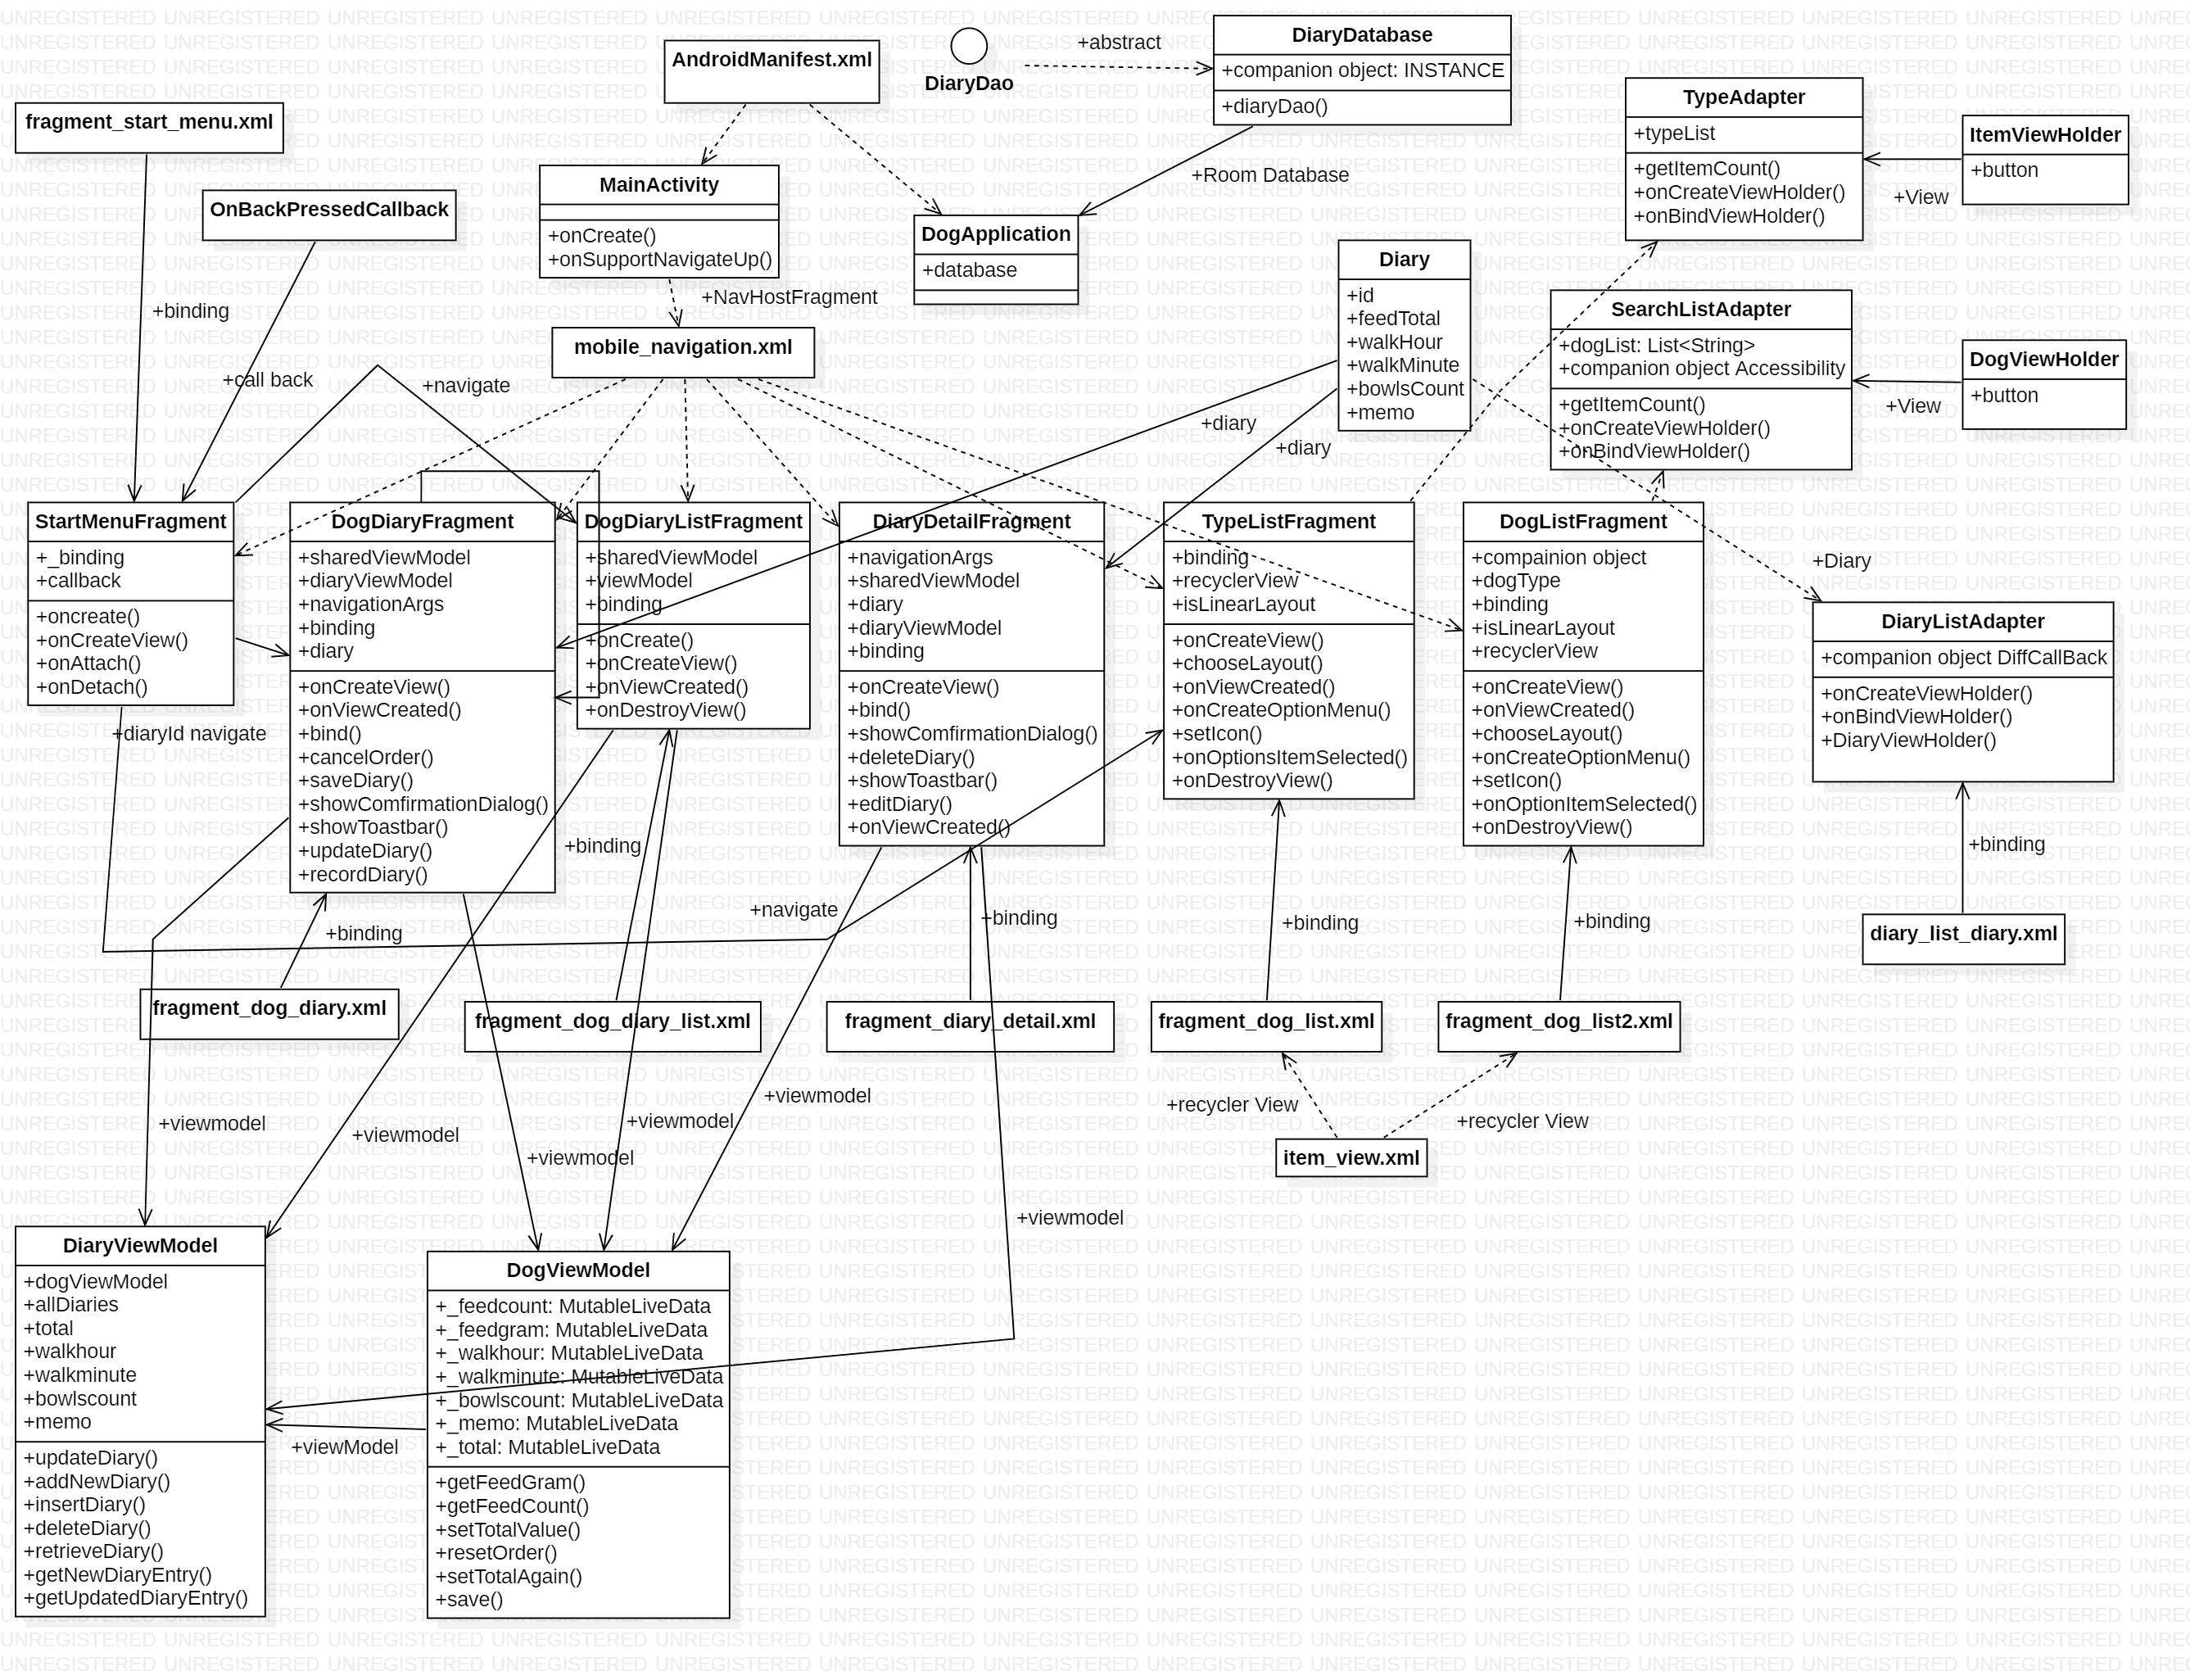 AndroidManifest.xml
DiaryDao
+abstract
DiaryDatabase
+companion object: INSTANCE
+diaryDao()
+Room Database
TypeAdapter
+typeList
+getItemCount()
+onCreateViewHolder()
+onBindViewHolder()
ItemViewHolder
+button
+View
fragment_start_menu.xml
+binding
OnBackPressedCallback
+call back
MainActivity
+onCreate()
+onSupportNavigateUp()
+NavHostFragment
DogApplication
+database
Diary
+id
+feedTotal
+walkHour
+walkMinute
+bowlsCount
+memo
+diary
+diary
SearchListAdapter
+dogList: List<String>
+companion object Accessibility
+getItemCount()
+onCreateViewHolder()
+onBindViewHolder()
DogViewHolder
+button
+View
mobile_navigation.xml
+navigate
StartMenuFragment
+_binding
+callback
+oncreate()
+onCreateView()
+onAttach()
+onDetach()
+diaryId navigate
DogDiaryFragment
+sharedViewModel
+diaryViewModel
+navigationArgs
+binding
+diary
+onCreateView()
+onViewCreated()
+bind()
+cancelOrder()
+saveDiary()
+showComfirmationDialog()
+showToastbar()
+updateDiary()
+recordDiary()
DogDiaryListFragment
+sharedViewModel
+viewModel
+binding
+onCreate()
+onCreateView()
+onViewCreated()
+onDestroyView()
DiaryDetailFragment
+navigationArgs
+sharedViewModel
+diary
+diaryViewModel
+binding
+onCreateView()
+bind()
+showComfirmationDialog()
+deleteDiary()
+showToastbar()
+editDiary()
+onViewCreated()
TypeListFragment
+binding
+recyclerView
+isLinearLayout
+onCreateView()
+chooseLayout()
+onViewCreated()
+onCreateOptionMenu()
+setIcon()
+onOptionsItemSelected()
+onDestroyView()
DogListFragment
+compainion object
+dogType
+binding
+isLinearLayout
+recyclerView
+onCreateView()
+onViewCreated()
+chooseLayout()
+onCreateOptionMenu()
+setIcon()
+onOptionItemSelected()
+onDestroyView()
+Diary
DiaryListAdapter
+companion object DiffCallBack
+onCreateViewHolder()
+onBindViewHolder()
+DiaryViewHolder()
+binding
diary_list_diary.xml
+binding
+binding
+navigate
+binding
+binding
+binding
fragment_dog_diary.xml
fragment_dog_diary_list.xml
fragment_diary_detail.xml
fragment_dog_list.xml
fragment_dog_list2.xml
+recycler View
+recycler View
item_view.xml
+viewmodel
+viewmodel
+viewmodel
+viewmodel
+viewmodel
+viewmodel
DiaryViewModel
+dogViewModel
+allDiaries
+total
+walkhour
+walkminute
+bowlscount
+memo
+updateDiary()
+addNewDiary()
+insertDiary()
+deleteDiary()
+retrieveDiary()
+getNewDiaryEntry()
+getUpdatedDiaryEntry()
+viewModel
DogViewModel
+_feedcount: MutableLiveData
+_feedgram: MutableLiveData
+_walkhour: MutableLiveData
+_walkminute: MutableLiveData
+_bowlscount: MutableLiveData
+_memo: MutableLiveData
+_total: MutableLiveData
+getFeedGram()
+getFeedCount()
+setTotalValue()
+resetOrder()
+setTotalAgain()
+save()